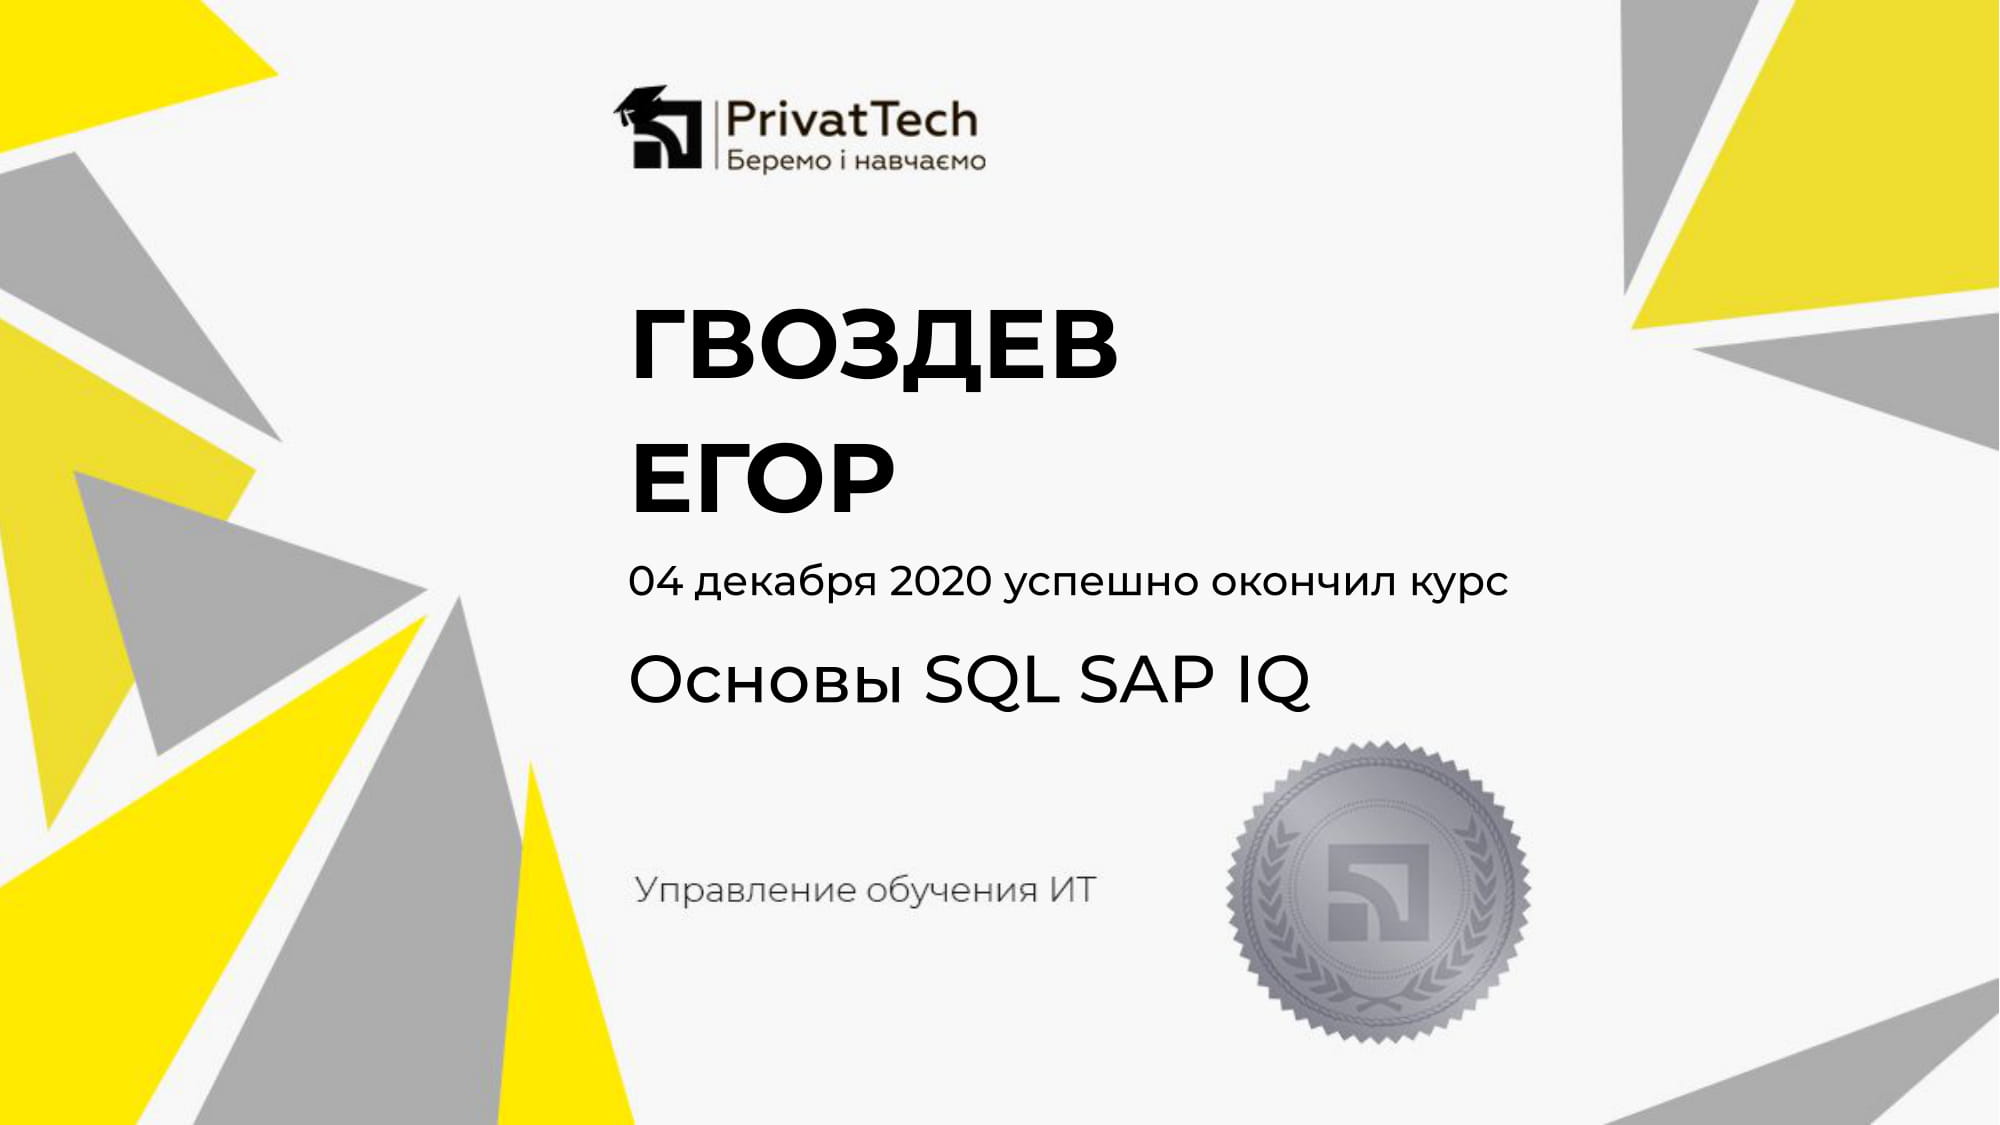 PrivatTech
Беремо і навчаємо
ГВОЗДЕВ
ЕГОР
04 декабря 2020 успешно окончил курс
Основы SQL SAP IQ
Управление обучения ИТ